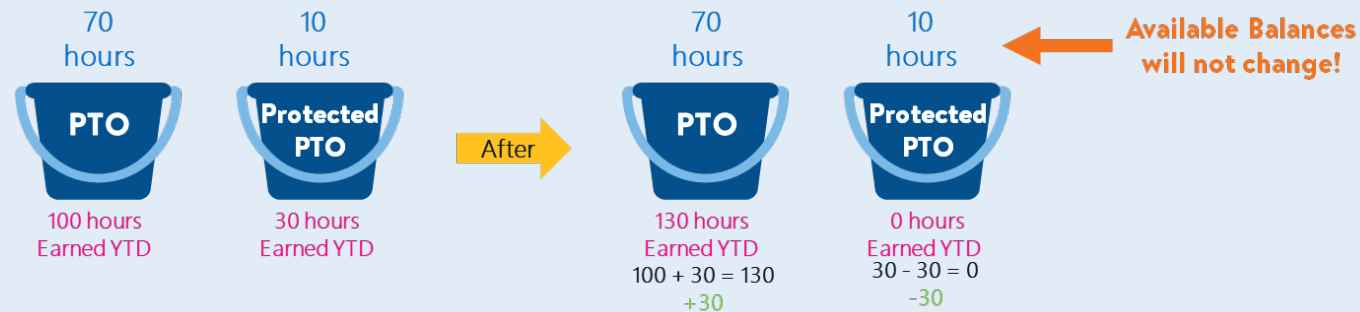 70
hours
PTO
100 hours
Earned YTD
10
hours
Protected
PTO
30 hours
Earned YTD
After
70
hours
PTO
130 hours
Earned YTD
100 + 30 = 130
+30
10
hours
Protected
PTO
0 hours
Earned YTD
30 - 30 = 0
-30
Available Balances
will not change!